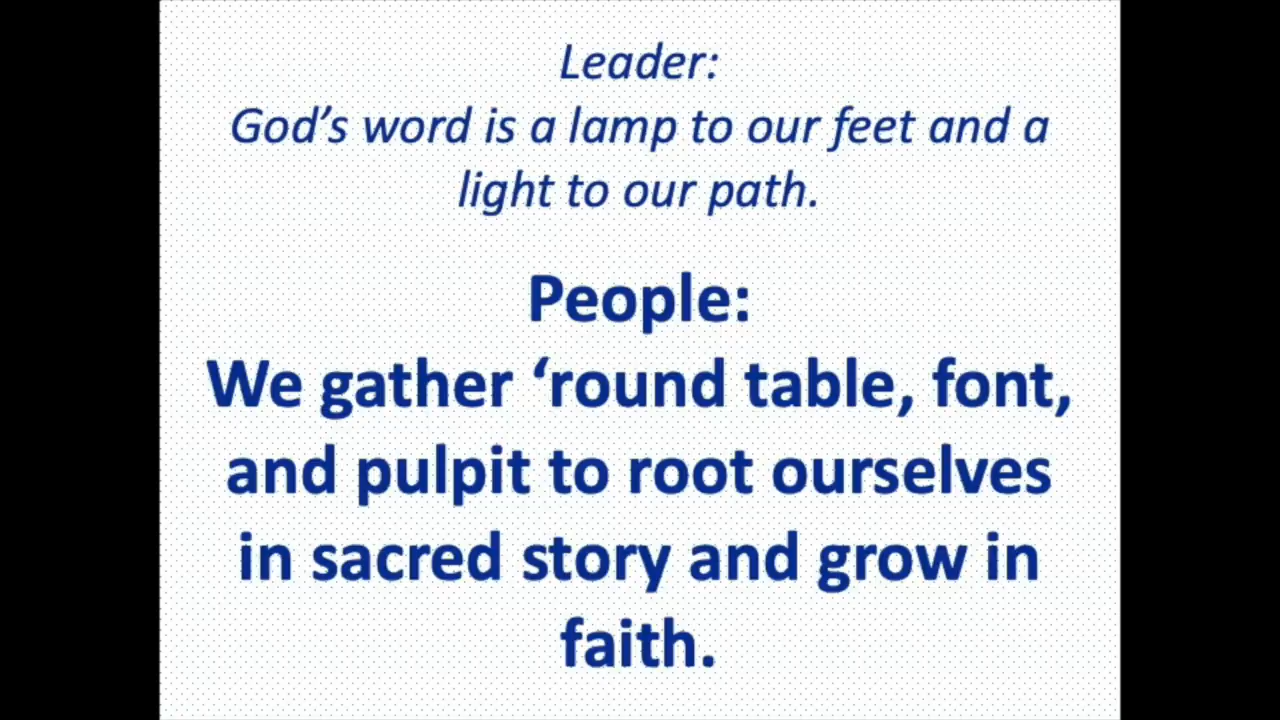 Leader:
God’s word is a lamp to our feet and a
light to our path.
People:
We gather ‘round table, font,
and pulpit to root ourselves
in sacred story and grow in
faith.